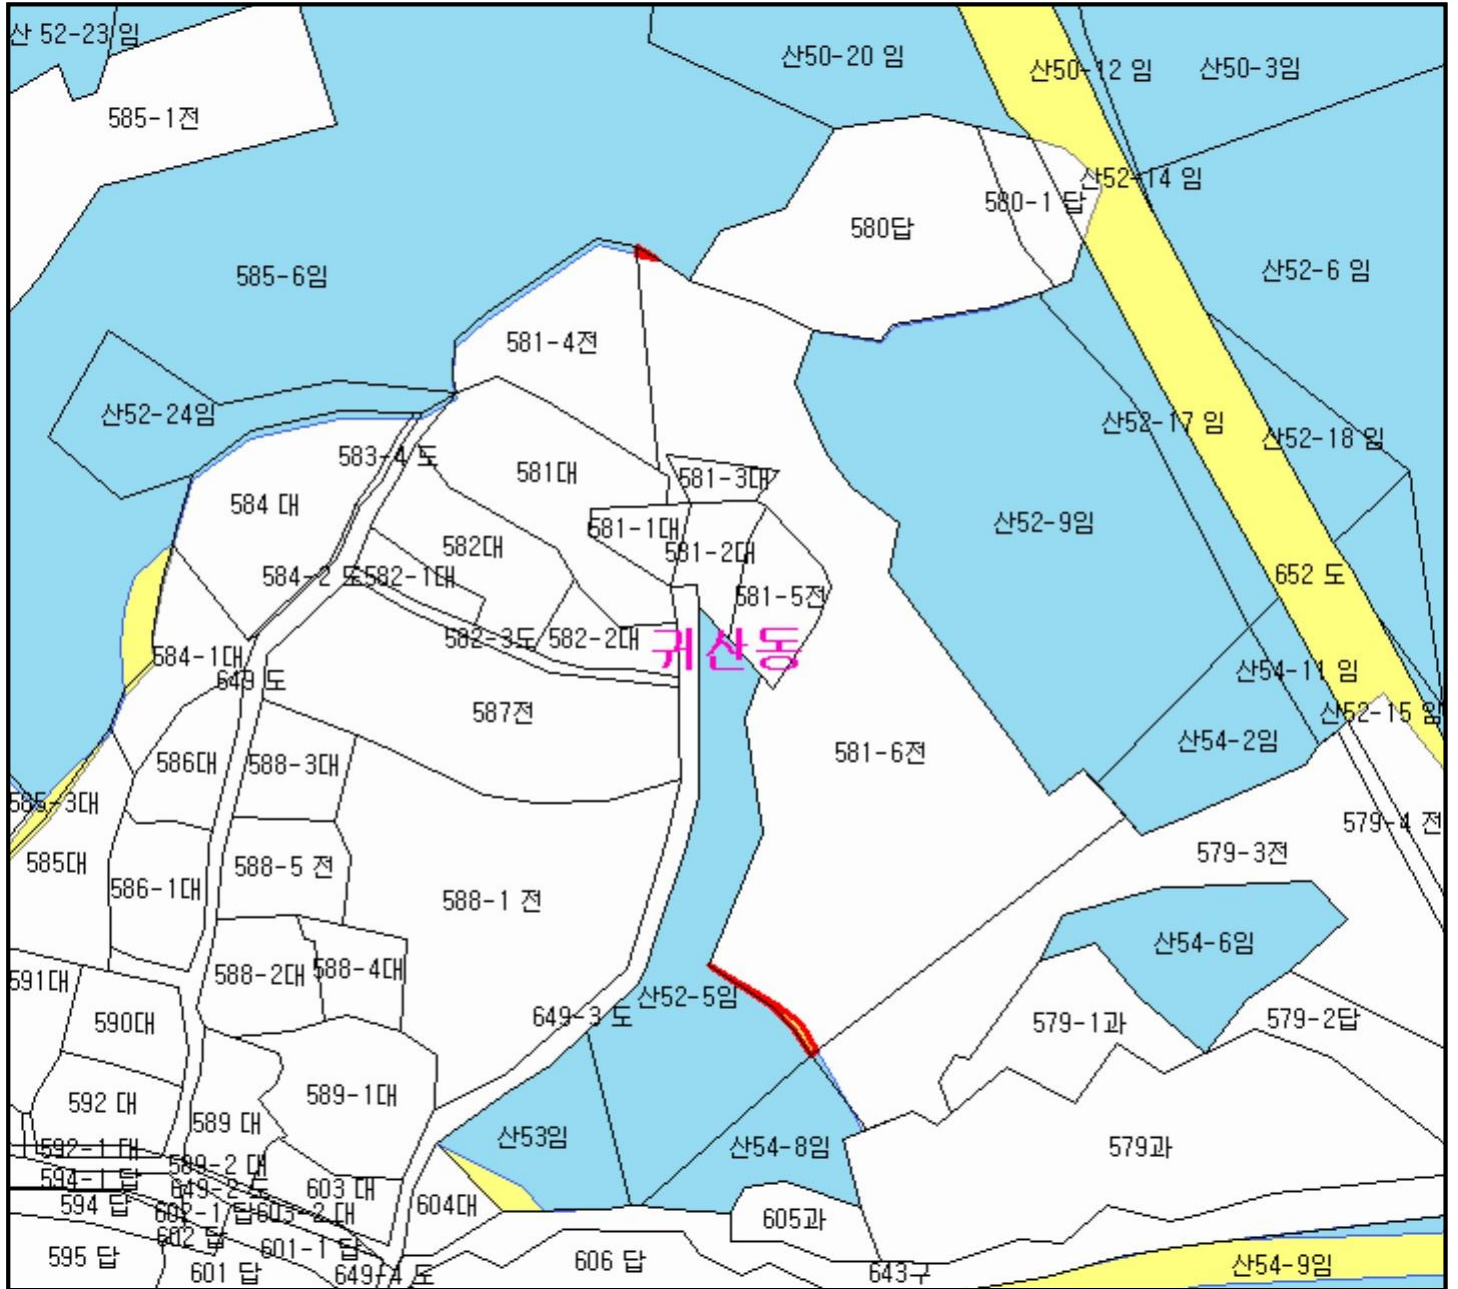 산 52-23 임
산50-20 임
산50-12 임
산50-3임
585-1전
산52-14 임
580-1 답
580답
585-6임
산52-6 임
581-4전
산52-24임
산52-17 임
산52-18 임
583-4 도
581대
581-3대
584 대
581-1대
산52-9임
582대
581-2대
584-2 도
582-1대
652 도
581-5전
582-3도
582-2대
귀산동
584-1대
산54-11 임
649 도
587전
산52-15 임
산54-2임
581-6전
586대
588-3대
585-3대
579-4 전
579-3전
585대
588-5 전
586-1대
588-1 전
산54-6임
588-2대
588-4대
591대
산52-5임
590대
649-3 도
579-1과
579-2답
589-1대
592 대
589 대
산53임
산54-8임
579과
592-1 대
589-2 대
594-1 답
649-2 도
603 대
594 답
604대
602-1 답
603-2 대
605과
602 답
601-1 답
595 답
606 답
산54-9임
601 답
649-4 도
643구